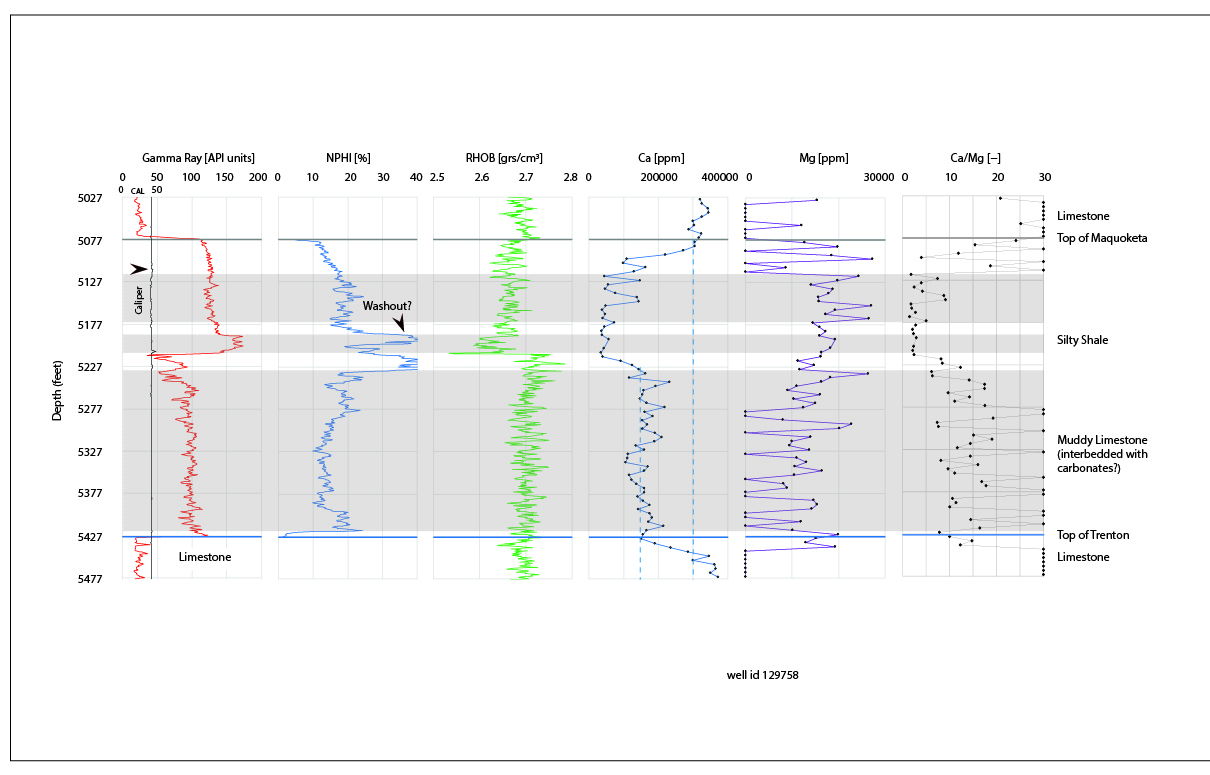 Gamma Ray [API units] NPHI [%] RHOB [grs/cm³] Ca [ppm] Mg [ppm] Ca/Mg [–]
0 50 100 150 200 0 10 20 30 40 2.5 2.6 2.7 2.8 0 200000 400000 0 30000 0 10 20 30
0 CAL 50
5027
Limestone
5077
Top of Maquoketa
5127
Caliper
Washout?
5177
Silty Shale
5227
Depth (feet)
5277
5327
Muddy Limestone
(interbedded with
carbonates?)
5377
5427
Top of Trenton
Limestone
Limestone
5477
well id 129758